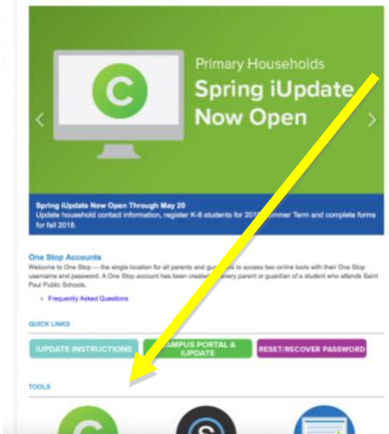 Primary Households
Spring iUpdate
Now Open
Spring iUpdate Now Open Through May 20
Update household contact information, register K-8 students for Summer Term and complete forms
for fall 2018.
One Stop Accounts
Welcome to One Stop — the single location for all parents and to access two online tools with their One Stop
username and password. A One Stop account has been created every parent or guardian of a student who attends Saint
Paul Public Schools.
Frequently Asked Questions
QUICK LINKS
iUPDATE INSTRUCTIONS
PORTAL &
iUPDATE
RESET/RECOVER PASSWORD
TOOLS